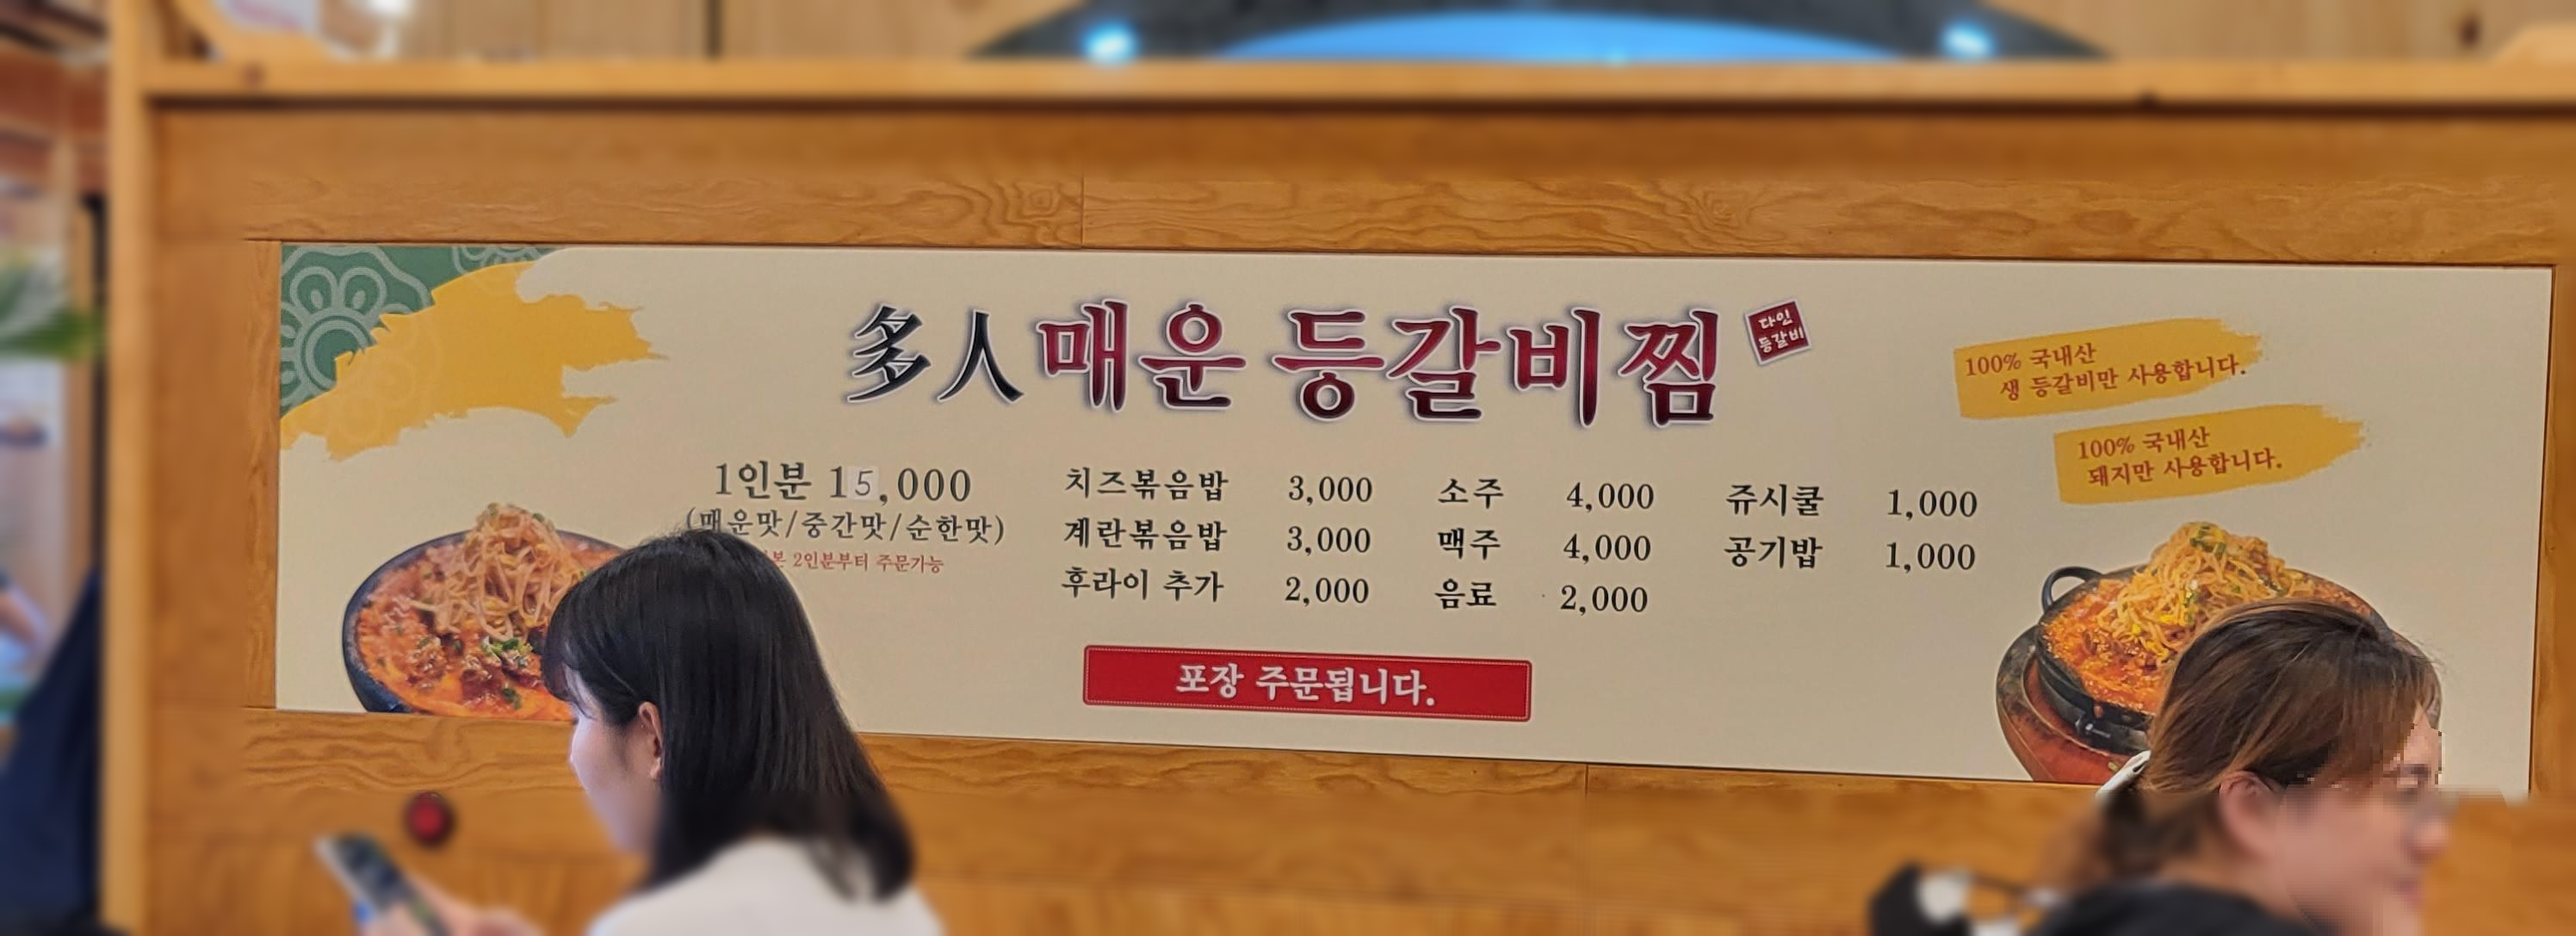 多人매운 등갈비찜
다인
등갈비
100% 국내산
생 등갈비만 사용합니다.
100% 국내산
돼지만 사용합니다.
1인분 15,000
(매운맛/중간맛/순한맛)
2인분부터 주문가능
치즈볶음밥 3,000
계란볶음밥 3,000
후라이 추가 2,000
소주 4,000
맥주 4,000
음료 2,000
쥬시쿨 1,000
공기밥 1,000
포장 주문됩니다.